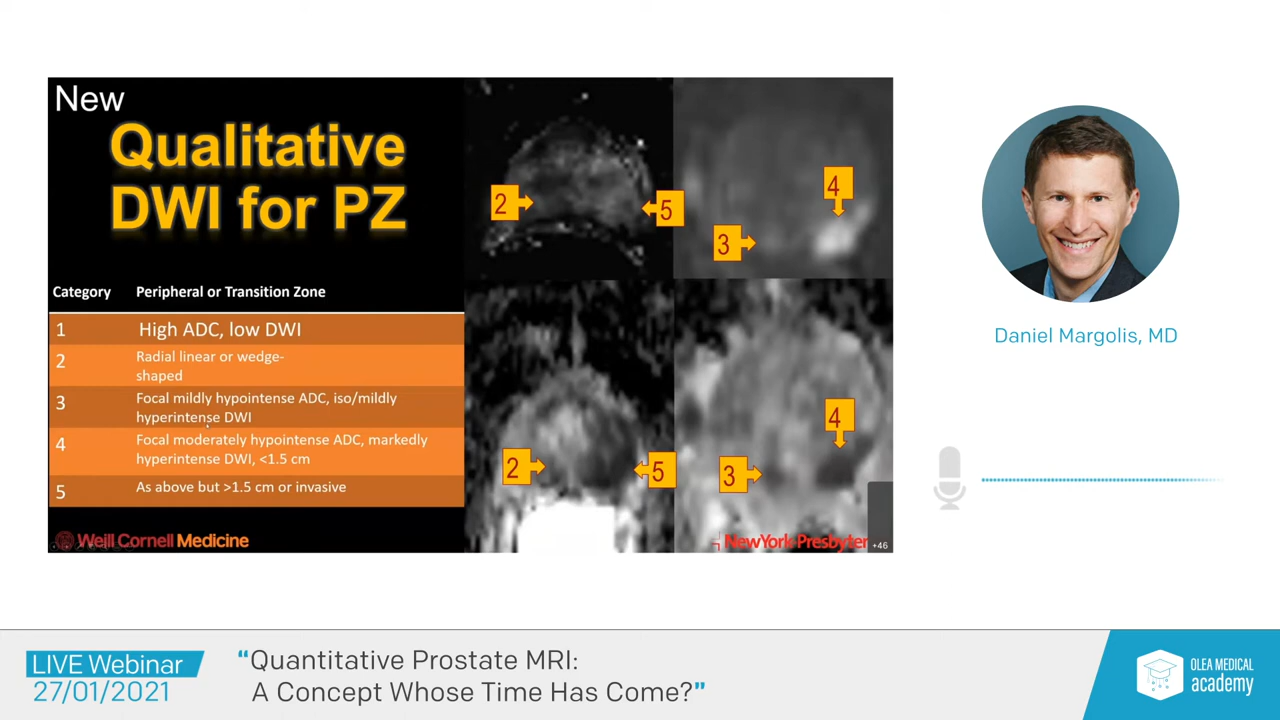 New
Qualitative
DWI for PZ
Category Peripheral or Transition Zone
1 High ADC, low DWI
2 Radial linear or wedge-
shaped
3 Focal mildly hypointense ADC, iso/mildly
hyperintense DWI
4 Focal moderately hypointense ADC, markedly
hyperintense DWI, <1.5 cm
5 As above but >1.5 cm or invasive
Weill Cornell Medicine
2
5
4
3
2
5
4
3
NewYork-Presbyter
+46
Daniel Margolis, MD
LIVE Webinar
27/01/2021
“Quantitative Prostate MRI:
A Concept Whose Time Has Come?”
OLEA MEDICAL
academy